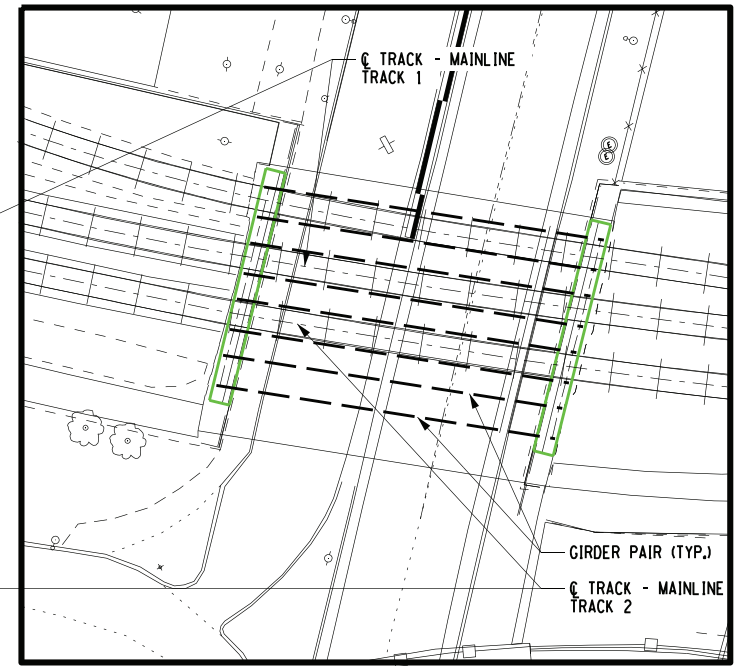 ℄ TRACK - MAINLINE
TRACK 1
E
E
GIRDER PAIR (TYP.)
℄ TRACK - MAINLINE
TRACK 2